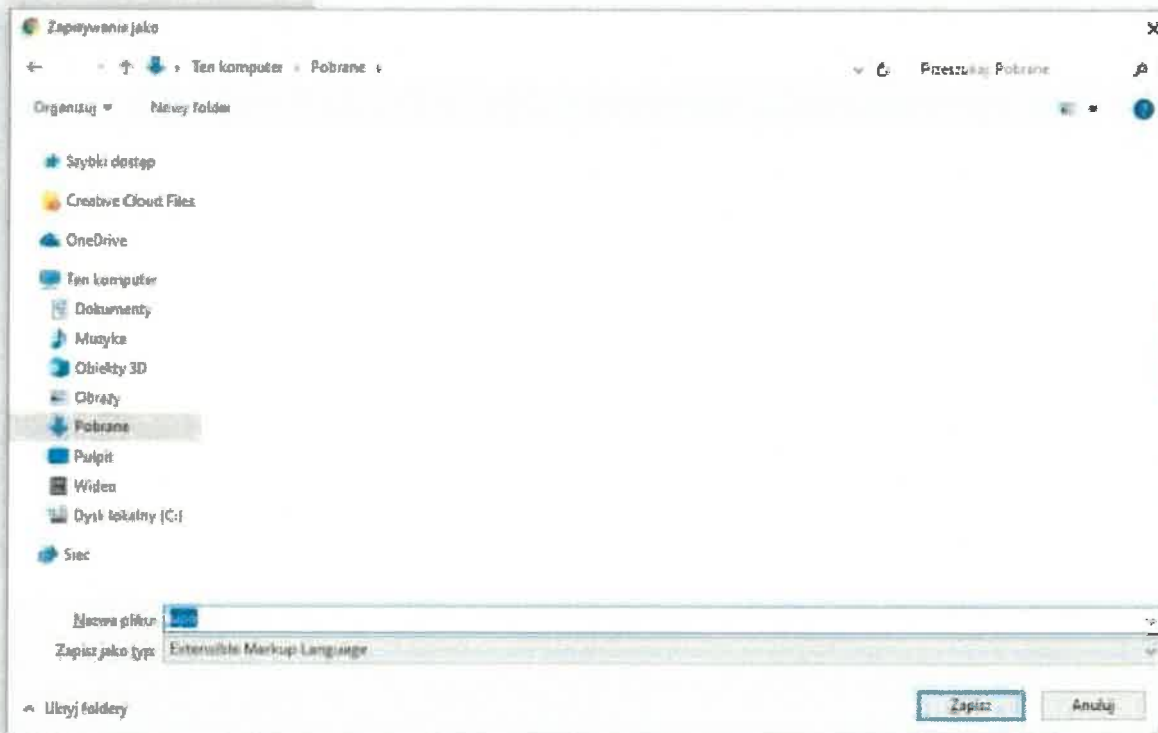 Zapisywanie jako
Ten komputer Pobrane
Przeszukaj: Pobrane
Organizuj
Nowy folder
Szybki dostęp
Creative Cloud Files
OneDrive
Ten komputer
Dokumenty
Muzyka
Obiekty 3D
Obrazy
Pobrane
Pulpit
Wideo
Dysk lokalny (C:)
Sieć
Nazwa pliku:
Zapisz jako typ: Extensible Markup Language
Ukryj foldery
Zapisz
Anuluj